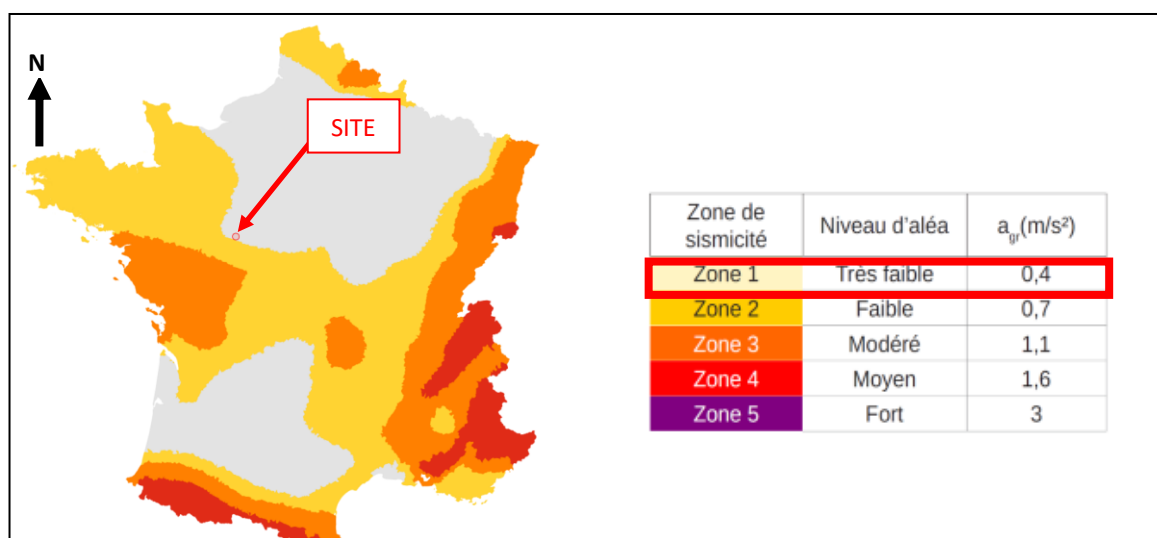 N
SITE
Zone de sismicité Niveau d'aléa agr(m/s²)
Zone 1 Très faible 0,4
Zone 2 Faible 0,7
Zone 3 Modéré 1,1
Zone 4 Moyen 1,6
Zone 5 Fort 3